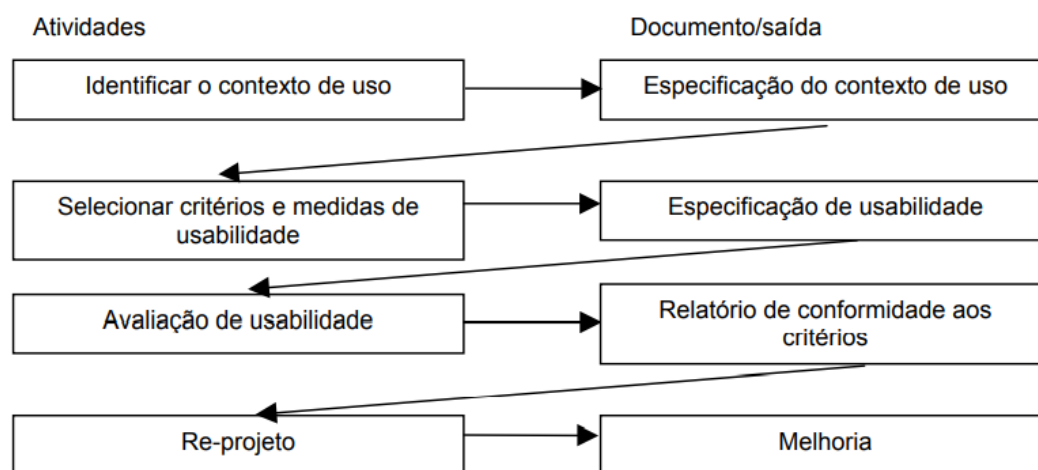 Atividades
Documento/saída
Identificar o contexto de uso
Especificação do contexto de uso
Selecionar critérios e medidas de
usabilidade
Especificação de usabilidade
Avaliação de usabilidade
Relatório de conformidade aos
critérios
Re-projeto
Melhoria